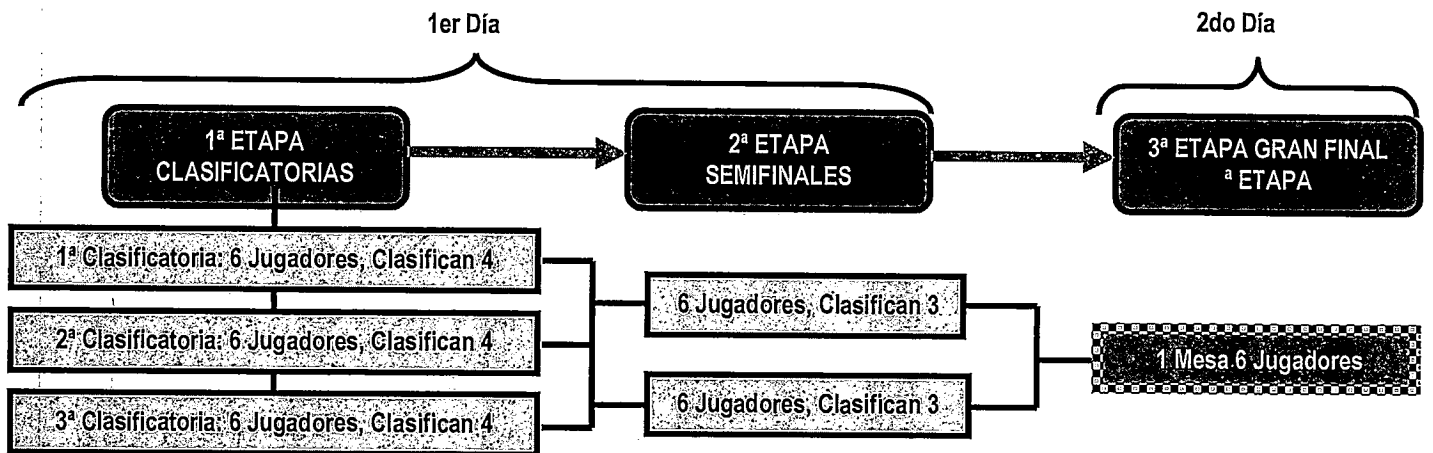 1er Día
2do Día
1ª ETAPA
CLASIFICATORIAS
2ª ETAPA
SEMIFINALES
3ª ETAPA GRAN FINAL
ª ETAPA
1ª Clasificatoria: 6 Jugadores, Clasifican 4
2ª Clasificatoria: 6 Jugadores, Clasifican 4
3ª Clasificatoria: 6 Jugadores, Clasifican 4
6 Jugadores, Clasifican 3
6 Jugadores, Clasifican 3
1 Mesa 6 Jugadores